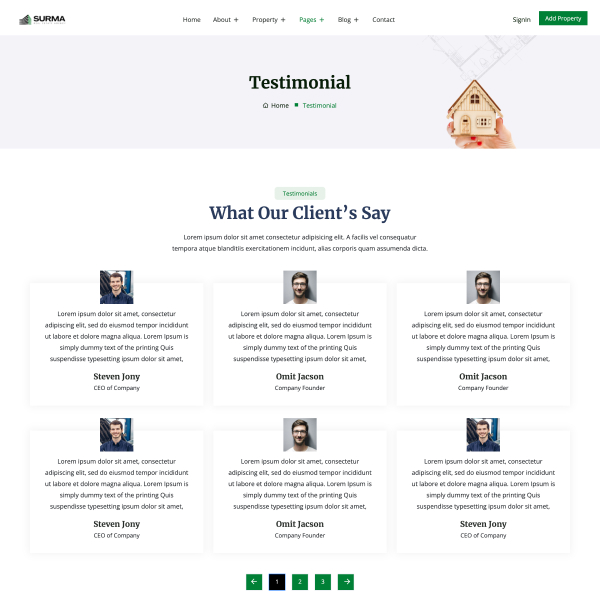 SURMA
Home
About +
Property +
Pages +
Blog +
Contact
Signin
Add Property
Testimonial
Home
Testimonial
Testimonials
What Our Client's Say
Lorem ipsum dolor sit amet consectetur adipisicing elit. A facilis vel consequatur
tempora atque blanditiis exercitationem incidunt, alias corporis quam assumenda dicta.
Lorem ipsum dolor sit amet, consectetur
adipiscing elit, sed do eiusmod tempor incididunt
ut labore et dolore magna aliqua. Lorem Ipsum is
simply dummy text of the printing Quis
suspendisse typesetting ipsum dolor sit amet,
Steven Jony
CEO of Company
Lorem ipsum dolor sit amet, consectetur
adipiscing elit, sed do eiusmod tempor incididunt
ut labore et dolore magna aliqua. Lorem Ipsum is
simply dummy text of the printing Quis
suspendisse typesetting ipsum dolor sit amet,
Omit Jacson
Company Founder
Lorem ipsum dolor sit amet, consectetur
adipiscing elit, sed do eiusmod tempor incididunt
ut labore et dolore magna aliqua. Lorem Ipsum is
simply dummy text of the printing Quis
suspendisse typesetting ipsum dolor sit amet,
Omit Jacson
Company Founder
Lorem ipsum dolor sit amet, consectetur
adipiscing elit, sed do eiusmod tempor incididunt
ut labore et dolore magna aliqua. Lorem Ipsum is
simply dummy text of the printing Quis
suspendisse typesetting ipsum dolor sit amet,
Steven Jony
CEO of Company
Lorem ipsum dolor sit amet, consectetur
adipiscing elit, sed do eiusmod tempor incididunt
ut labore et dolore magna aliqua. Lorem Ipsum is
simply dummy text of the printing Quis
suspendisse typesetting ipsum dolor sit amet,
Omit Jacson
Company Founder
Lorem ipsum dolor sit amet, consectetur
adipiscing elit, sed do eiusmod tempor incididunt
ut labore et dolore magna aliqua. Lorem Ipsum is
simply dummy text of the printing Quis
suspendisse typesetting ipsum dolor sit amet,
Steven Jony
CEO of Company
← 1 2 3 →